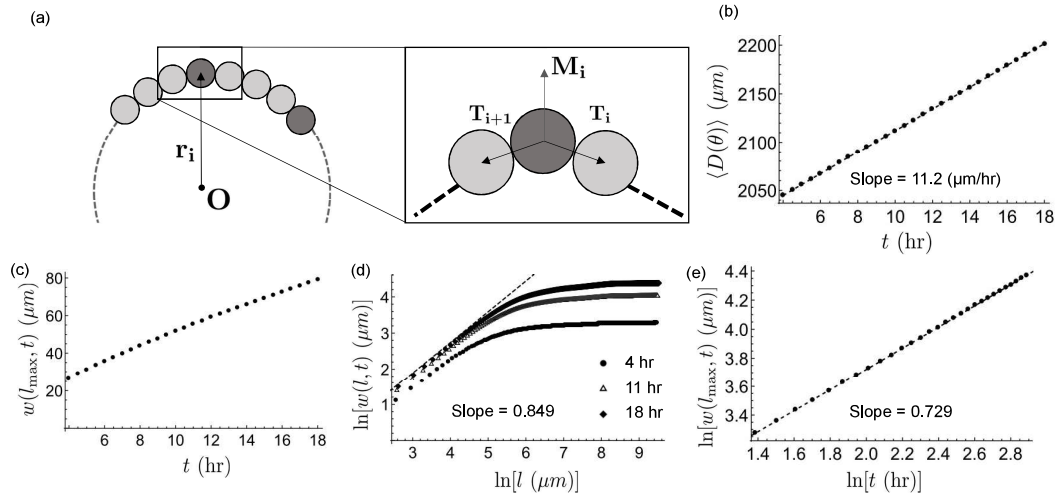 (a)
r_i
O
M_i
T_{i+1}
T_i
(b)
⟨D(θ)⟩ (μm)
2200
2150
2100
2050
Slope = 11.2 (μm/hr)
6 8 10 12 14 16 18
t (hr)
(c)
w(l_max, t) (μm)
80
60
40
20
4 6 8 10 12 14 16 18
t (hr)
(d)
ln[w(l, t) (μm)]
4
3
2
1
4 hr
11 hr
18 hr
Slope = 0.849
3 4 5 6 7 8 9
ln[l (μm)]
(e)
ln[w(l_max, t) (μm)]
4.4
4.2
4.0
3.8
3.6
3.4
Slope = 0.729
1.4 1.6 1.8 2.0 2.2 2.4 2.6 2.8
ln[t (hr)]